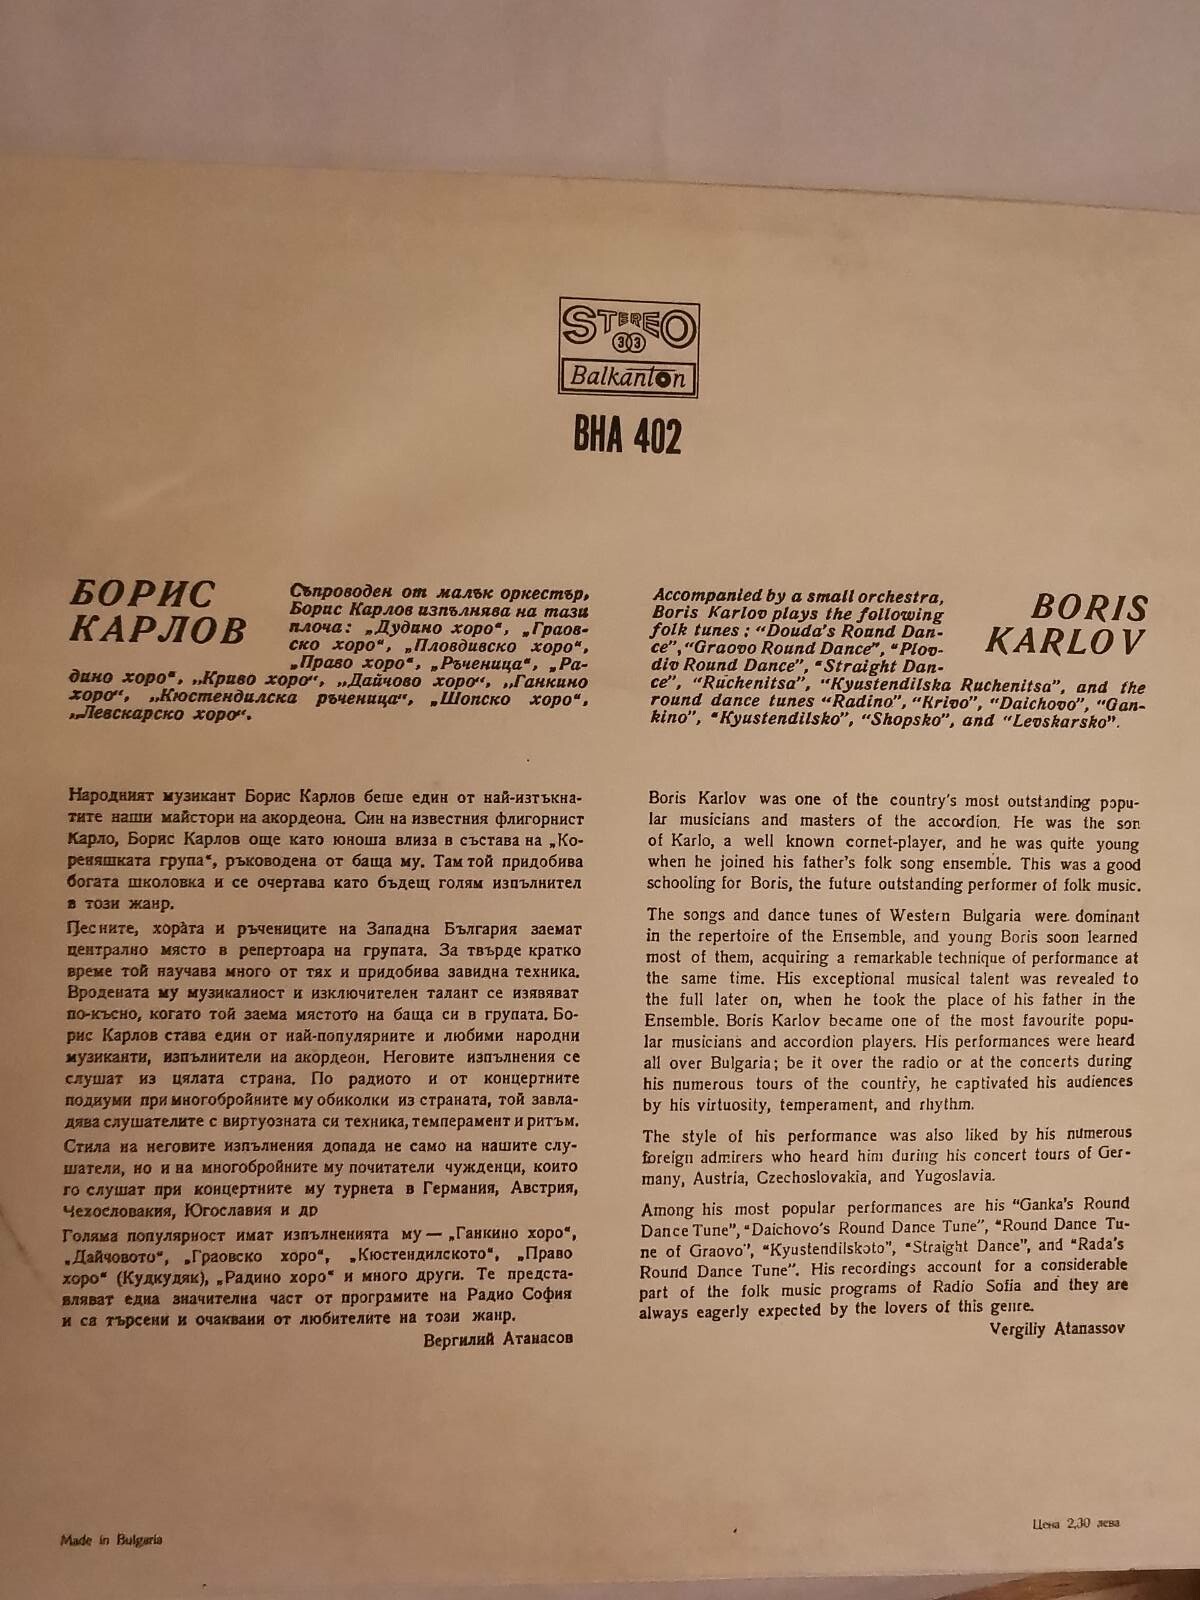 STEREO
33
Balkanton
ВНА 402
БОРИС
КАРЛОВ
Съпроводен от малък оркестър,
Борис Карлов изпълнява на тази
плоча: „Дудино хоро“, „Граов-
ско хоро“, „Пловдивско хоро“,
„Право хоро“, „Ръченица“, „Ра-
дино хоро“, „Криво хоро“, „Дайчово хоро“, „Ганкино
хоро“, „Кюстендилска ръченица“, „Шопско хоро“,
„Левскарско хоро“.
Accompanied by a small orchestra,
Boris Karlov plays the following
folk tunes : “Douda's Round Dan-
ce”, “Graovo Round Dance”, “Plov-
div Round Dance”, “Straight Dan-
ce”, “Ruchenitsa”, “Kyustendilska Ruchenitsa”, and the
round dance tunes “Radino”, “Krivo”, “Daichovo”, “Gan-
kino”, “Kyustendilsko”, “Shopsko”, and “Levskarsko”.
BORIS
KARLOV
Народният музикант Борис Карлов беше един от най-изтъкна-
тите наши майстори на акордеона. Син на известния флигорнист
Карло, Борис Карлов още като юноша влиза в състава на „Ко-
реняшката група“, ръководена от баща му. Там той придобива
богата школовка и се очертава като бъдещ голям изпълнител
в този жанр.
Песните, хората и ръчениците на Западна България заемат
централно място в репертоара на групата. За твърде кратко
време той научава много от тях и придобива завидна техника.
Вродената му музикалност и изключителен талант се изявяват
по-късно, когато той заема мястото на баща си в групата. Бо-
рис Карлов става един от най-популярните и любими народни
музиканти, изпълнители на акордеон. Неговите изпълнения се
слушат из цялата страна. По радиото и от концертните
подиуми при многобройните му обиколки из страната, той завла-
дява слушателите с виртуозната си техника, темперамент и ритъм.
Стила на неговите изпълнения допада не само на нашите слу-
шатели, но и на многобройните му почитатели чужденци, които
го слушат при концертните му турнета в Германия, Австрия,
Чехословакия, Югославия и др
Голяма популярност имат изпълненията му — „Ганкино хоро“,
„Дайчовото“, „Граовско хоро“, „Кюстендилското“, „Право
хоро“ (Кудкудяк), „Радино хоро“ и много други. Те предста-
вляват една значителна част от програмите на Радио София
и са търсени и очаквани от любителите на този жанр.
Вергилий Атанасов
Boris Karlov was one of the country's most outstanding popu-
lar musicians and masters of the accordion. He was the son
of Karlo, a well known cornet-player, and he was quite young
when he joined his father's folk song ensemble. This was a good
schooling for Boris, the future outstanding performer of folk music.
The songs and dance tunes of Western Bulgaria were dominant
in the repertoire of the Ensemble, and young Boris soon learned
most of them, acquiring a remarkable technique of performance at
the same time. His exceptional musical talent was revealed to
the full later on, when he took the place of his father in the
Ensemble. Boris Karlov became one of the most favourite popu-
lar musicians and accordion players. His performances were heard
all over Bulgaria; be it over the radio or at the concerts during
his numerous tours of the country, he captivated his audiences
by his virtuosity, temperament, and rhythm.
The style of his performance was also liked by his numerous
foreign admirers who heard him during his concert tours of Ger-
many, Austria, Czechoslovakia, and Yugoslavia.
Among his most popular performances are his “Ganka's Round
Dance Tune”, “Daichovo's Round Dance Tune”, “Round Dance Tu-
ne of Graovo”, “Kyustendilskoto”, “Straight Dance”, and “Rada's
Round Dance Tune”. His recordings account for a considerable
part of the folk music programs of Radio Sofia and they are
always eagerly expected by the lovers of this genre.
Vergiliy Atanassov
Made in Bulgaria
Цена 2,30 лева